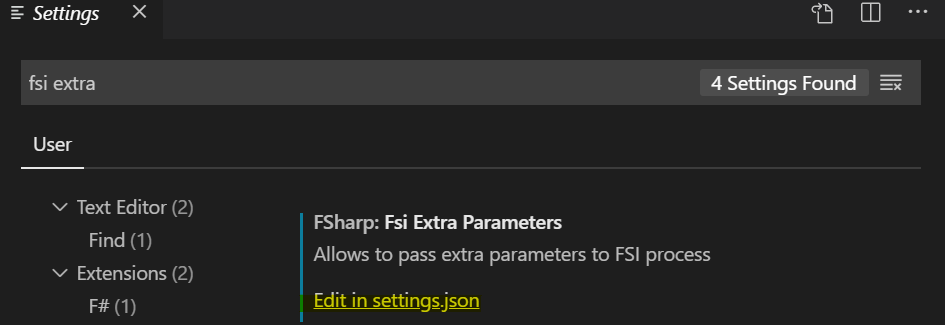 Settings
fsi extra
4 Settings Found
User
Text Editor (2)
Find (1)
Extensions (2)
F# (1)
FSharp: Fsi Extra Parameters
Allows to pass extra parameters to FSI process
Edit in settings.json